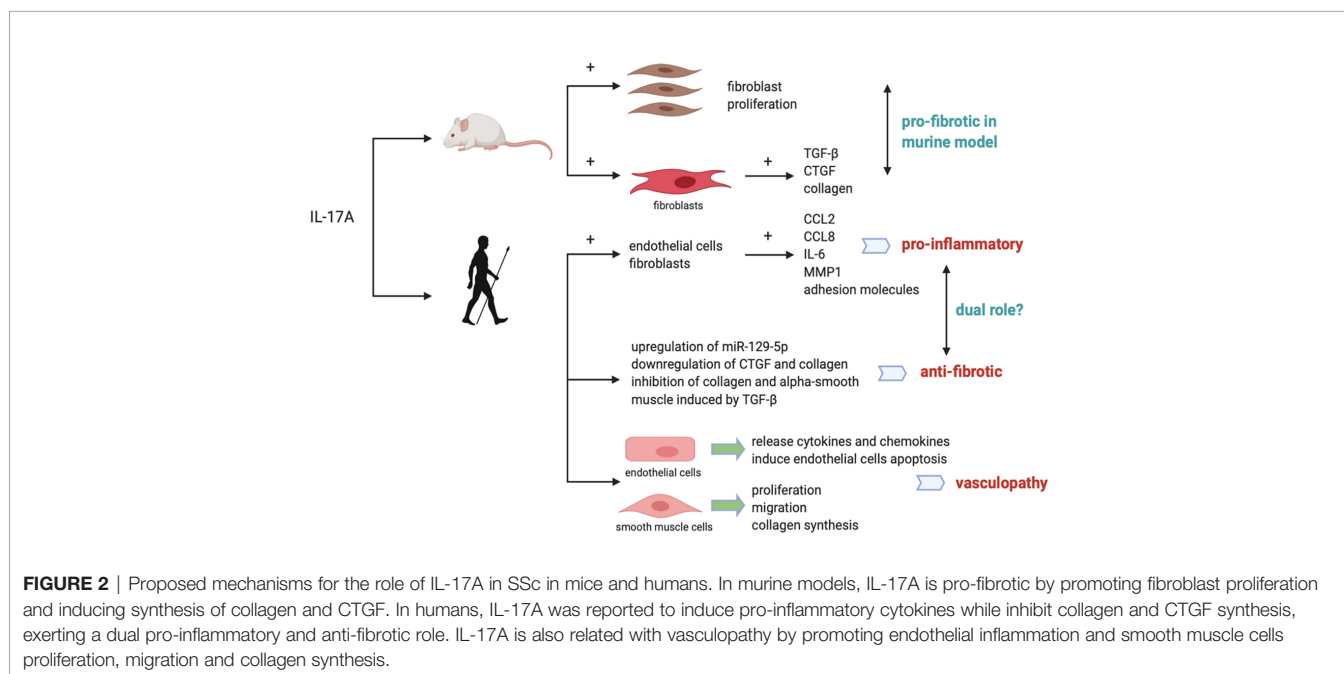 +
fibroblast
proliferation
pro-fibrotic in
murine model
+
fibroblasts
+
TGF-β
CTGF
collagen
IL-17A
+
endothelial cells
fibroblasts
+
CCL2
CCL8
IL-6
MMP1
adhesion molecules
pro-inflammatory
dual role?
upregulation of miR-129-5p
downregulation of CTGF and collagen
inhibition of collagen and alpha-smooth
muscle induced by TGF-β
anti-fibrotic
endothelial cells
release cytokines and chemokines
induce endothelial cells apoptosis
vasculopathy
smooth muscle cells
proliferation
migration
collagen synthesis
FIGURE 2 | Proposed mechanisms for the role of IL-17A in SSc in mice and humans. In murine models, IL-17A is pro-fibrotic by promoting fibroblast proliferation
and inducing synthesis of collagen and CTGF. In humans, IL-17A was reported to induce pro-inflammatory cytokines while inhibit collagen and CTGF synthesis,
exerting a dual pro-inflammatory and anti-fibrotic role. IL-17A is also related with vasculopathy by promoting endothelial inflammation and smooth muscle cells
proliferation, migration and collagen synthesis.